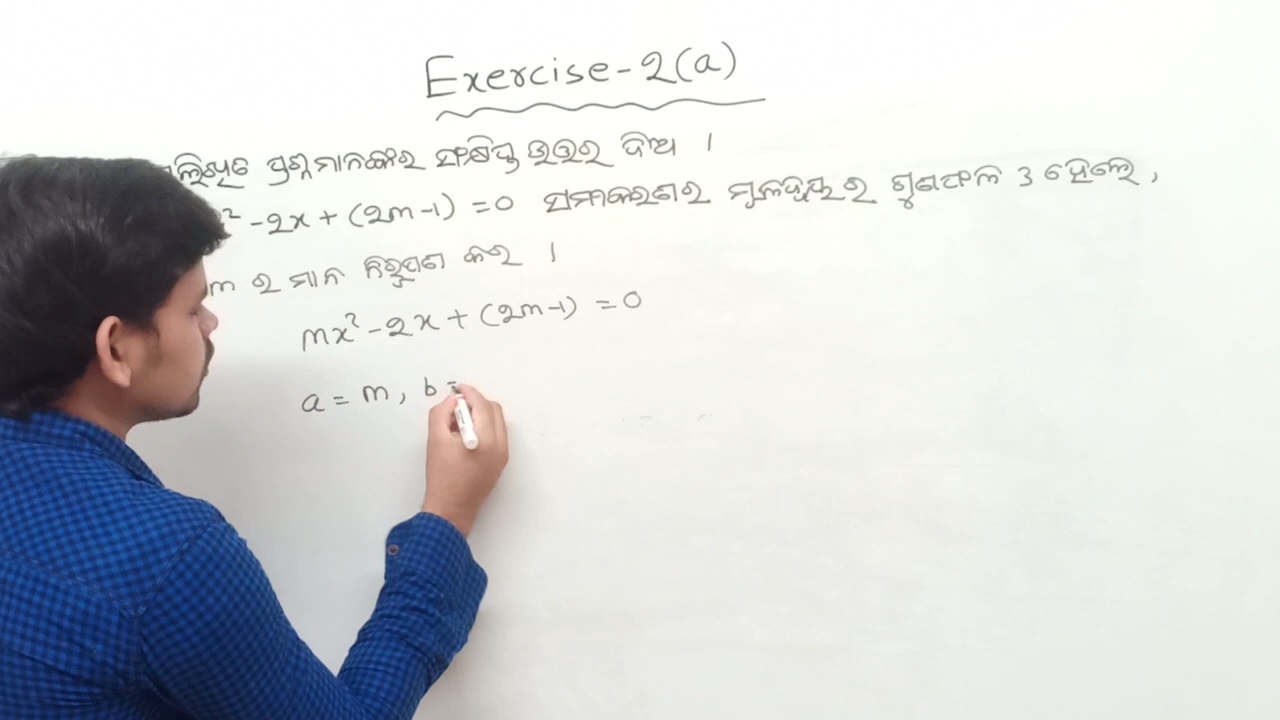 Exercise-2(a)
ପ୍ରଶ୍ନମାନଙ୍କର ସଂକ୍ଷିପ୍ତ ଉତ୍ତର ଦିଅ ।
² -2x + (2m-1) =0 ସମୀକରଣର ମୂଳଦ୍ୱୟର ଗୁଣଫଳ 3 ହେଲେ,
m ର ମାନ ନିରୂପଣ କର ।
mx² -2x + (2m-1) =0
a = m, b =